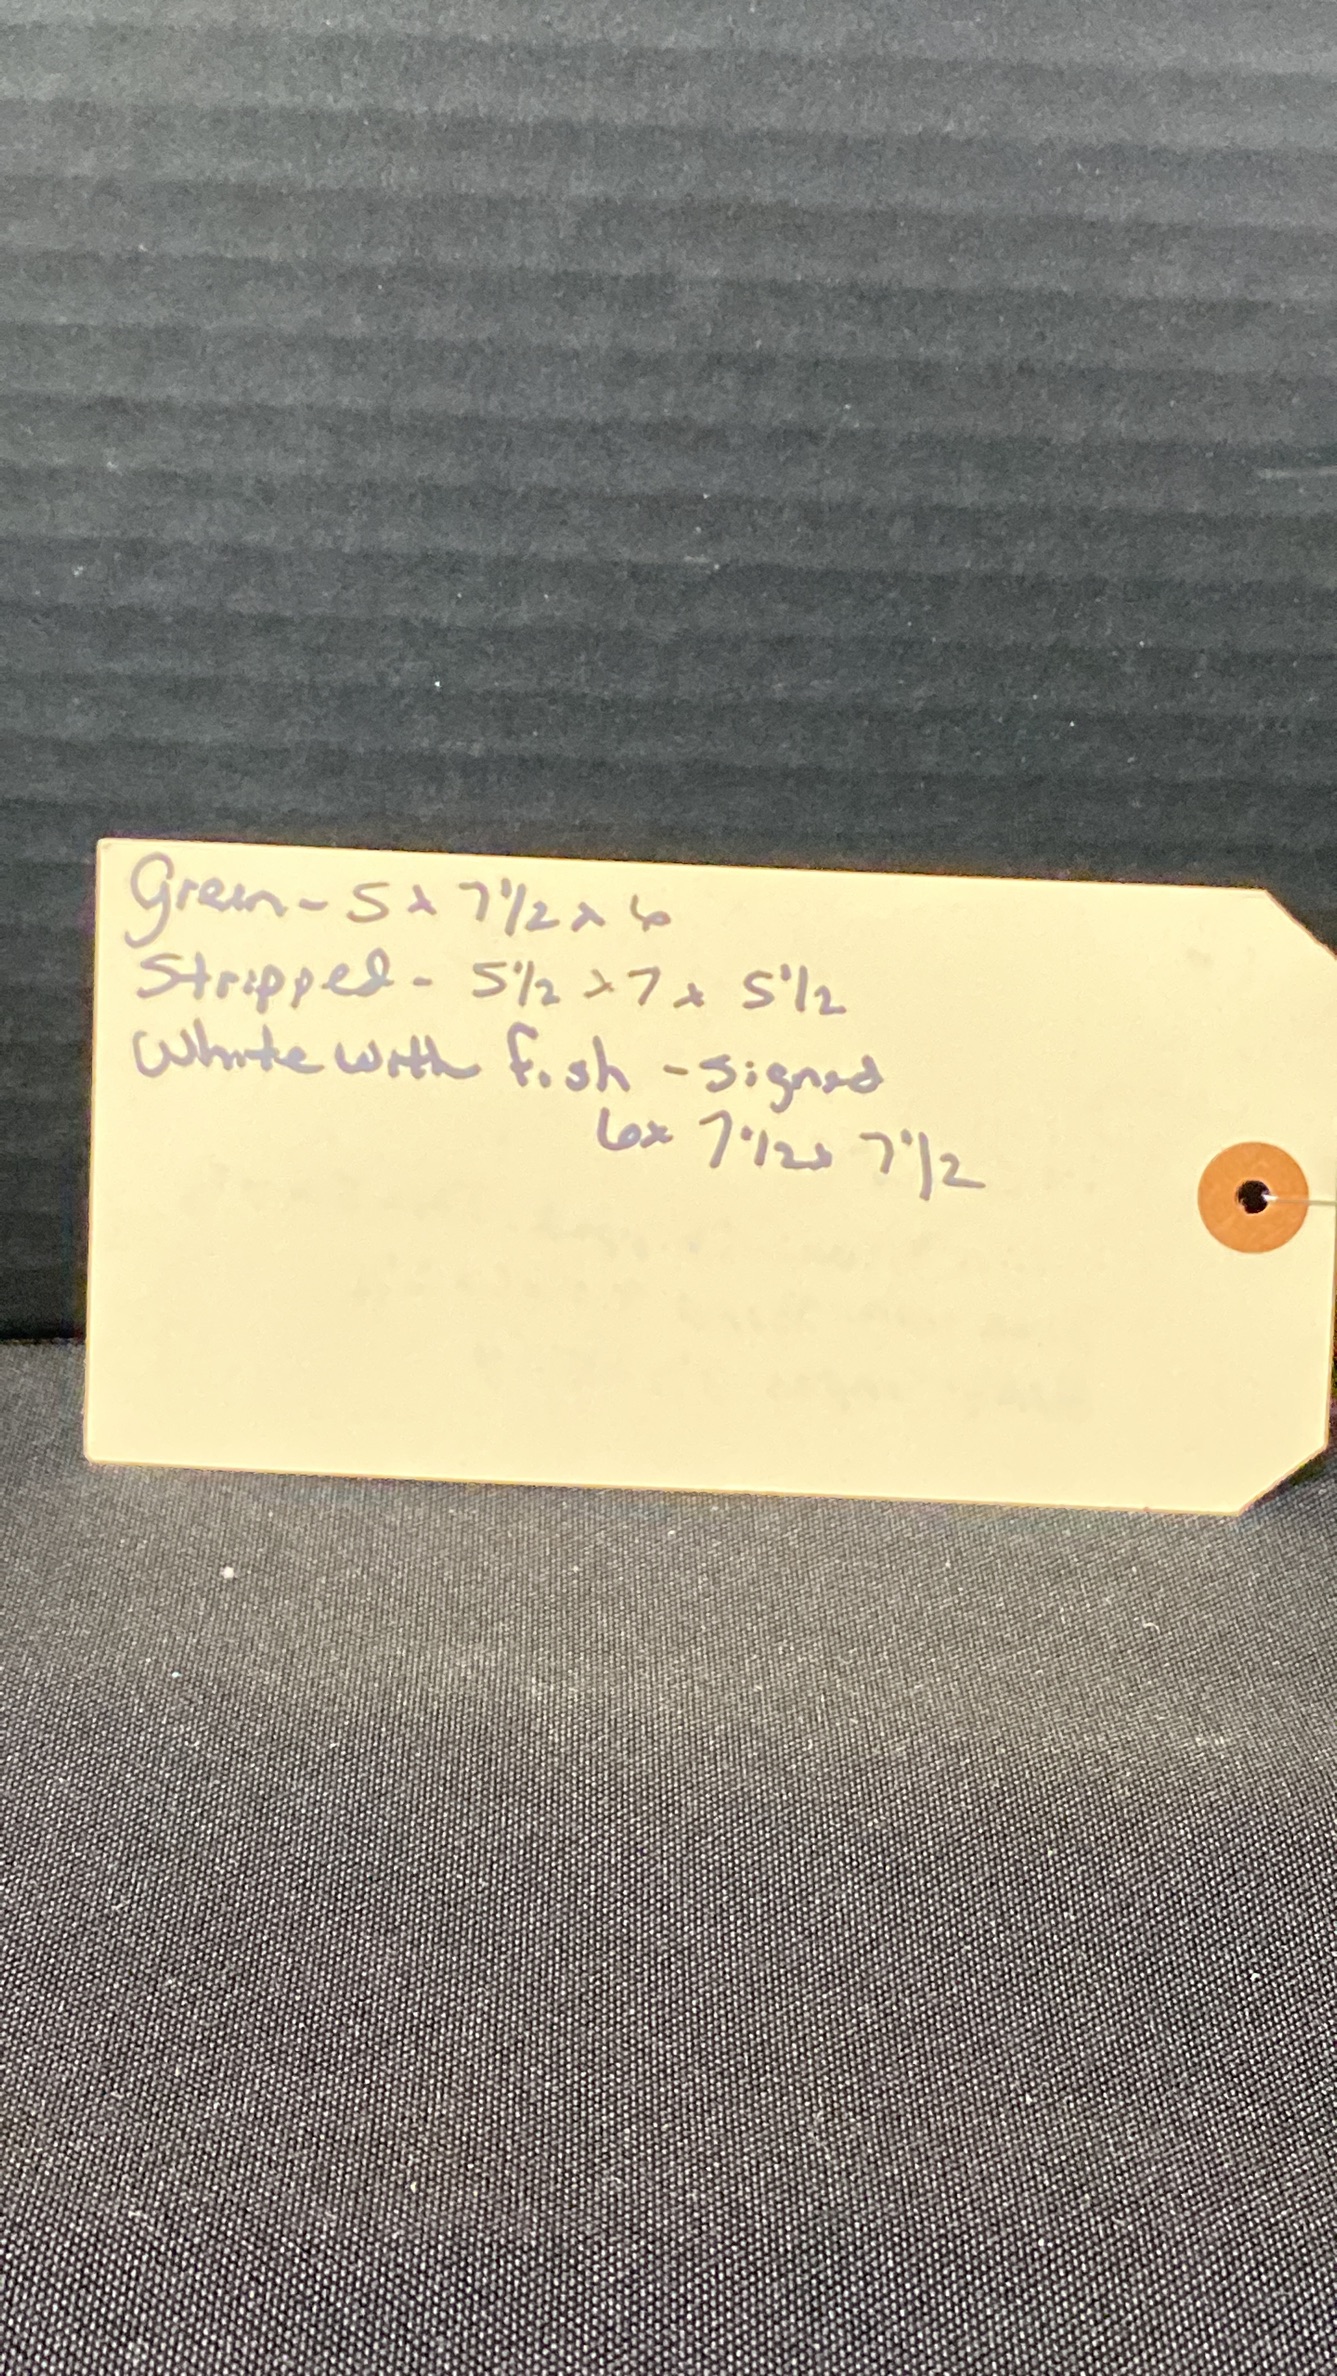 Green - 5 x 7 1/2 x 6
Stripped - 5 1/2 x 7 x 5 1/2
White with fish - signed
6 x 7 1/2 x 7 1/2